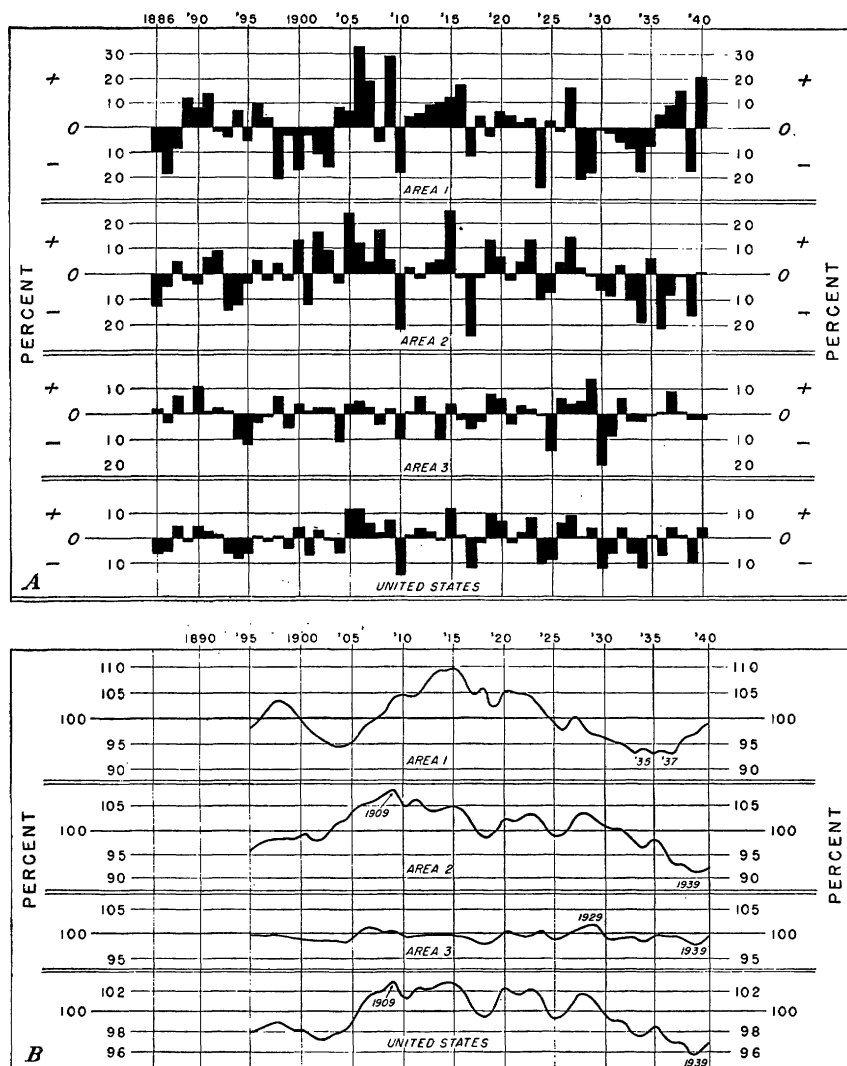 1886 '90 '95 1900 '05 '10 '15 '20 '25 '30 '35 '40
30 30
+ 20 20 +
10 10
0 0
- 10 10 -
20 20
AREA 1
20 20
+ 10 10 +
0 0
- 10 10 -
20 20
AREA 2
+ 10 10 +
0 0
- 10 10 -
20 20
AREA 3
+ 10 10 +
0 0
- 10 10 -
UNITED STATES
PERCENT
PERCENT
A
1890 '95 1900 '05 '10 '15 '20 '25 '30 '35 '40
110 110
105 105
100 100
95 95
90 90
AREA 1
'35 '37
105 105
100 100
95 95
90 90
1909
AREA 2
1939
105 105
100 100
95 95
1929
AREA 3
1939
102 102
100 100
98 98
96 96
1909
UNITED STATES
1939
PERCENT
PERCENT
B